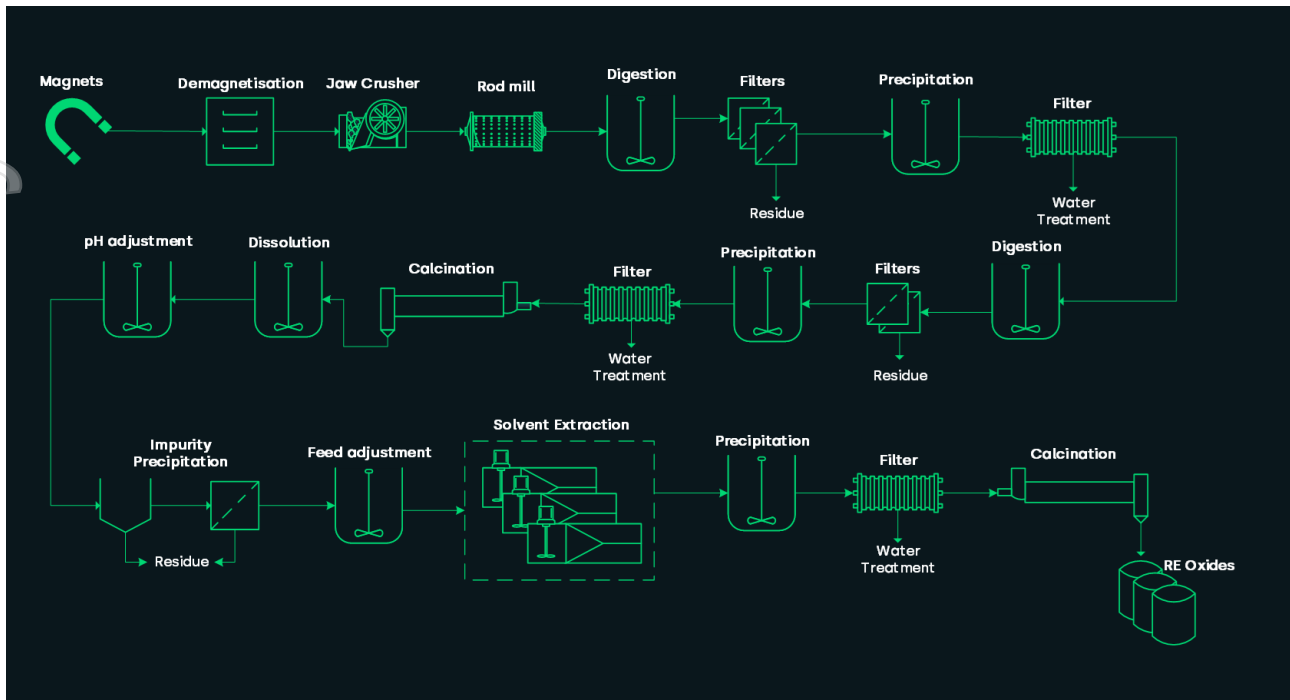 Magnets
Demagnetisation
Jaw Crusher
Rod mill
Digestion
Filters
Precipitation
Filter
Residue
Water
Treatment
pH adjustment
Dissolution
Calcination
Filter
Precipitation
Filters
Digestion
Water
Treatment
Residue
Impurity
Precipitation
Feed adjustment
Solvent Extraction
Precipitation
Filter
Calcination
Residue
Water
Treatment
RE Oxides